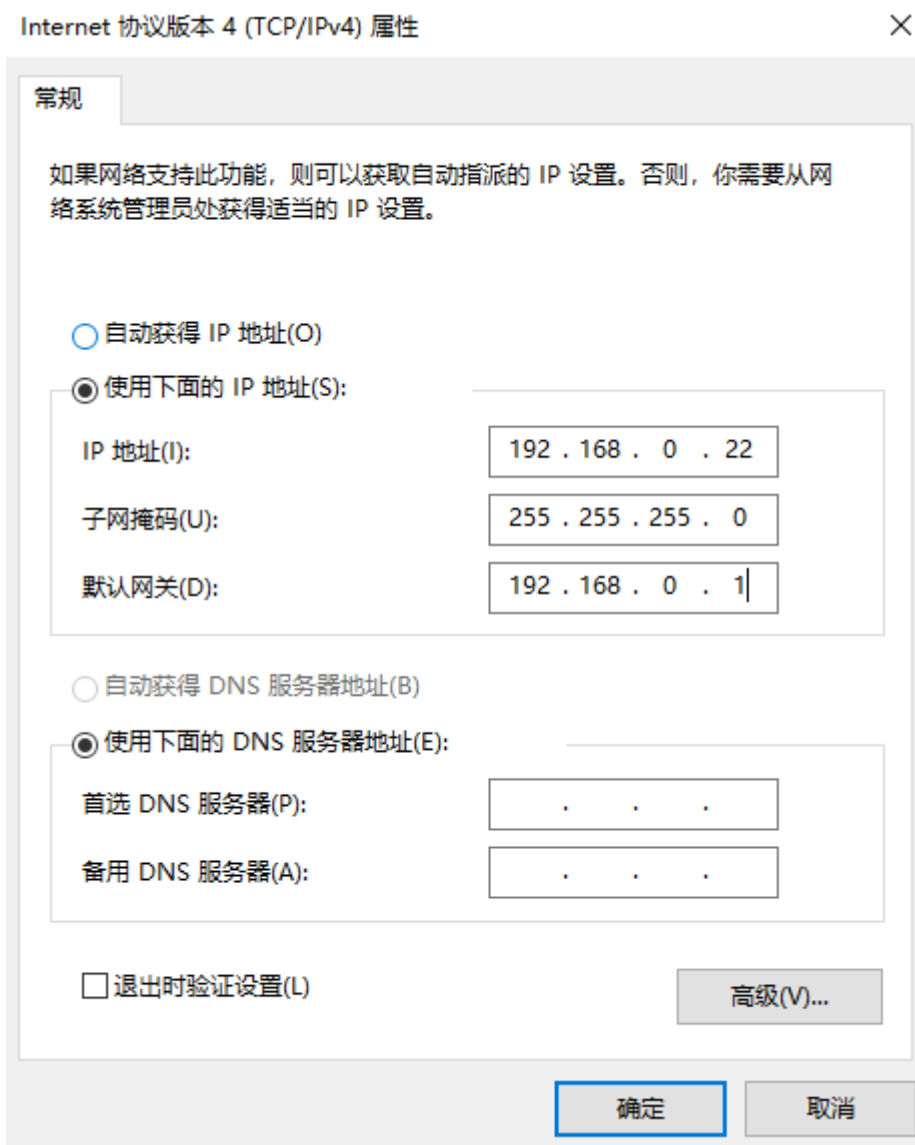 Internet 协议版本 4 (TCP/IPv4) 属性
常规
如果网络支持此功能，则可以获取自动指派的 IP 设置。否则，你需要从网
络系统管理员处获得适当的 IP 设置。
自动获得 IP 地址(O)
使用下面的 IP 地址(S):
IP 地址(I): 192 . 168 . 0 . 22
子网掩码(U): 255 . 255 . 255 . 0
默认网关(D): 192 . 168 . 0 . 1
自动获得 DNS 服务器地址(B)
使用下面的 DNS 服务器地址(E):
首选 DNS 服务器(P): . . .
备用 DNS 服务器(A): . . .
退出时验证设置(L)
高级(V)...
确定 取消